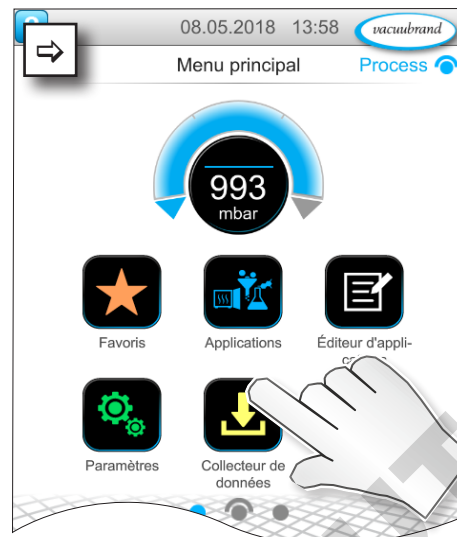 08.05.2018 13:58 vacuubrand
Menu principal Process
993
mbar
Favoris Applications Éditeur d'appli-
Paramètres Collecteur de
données